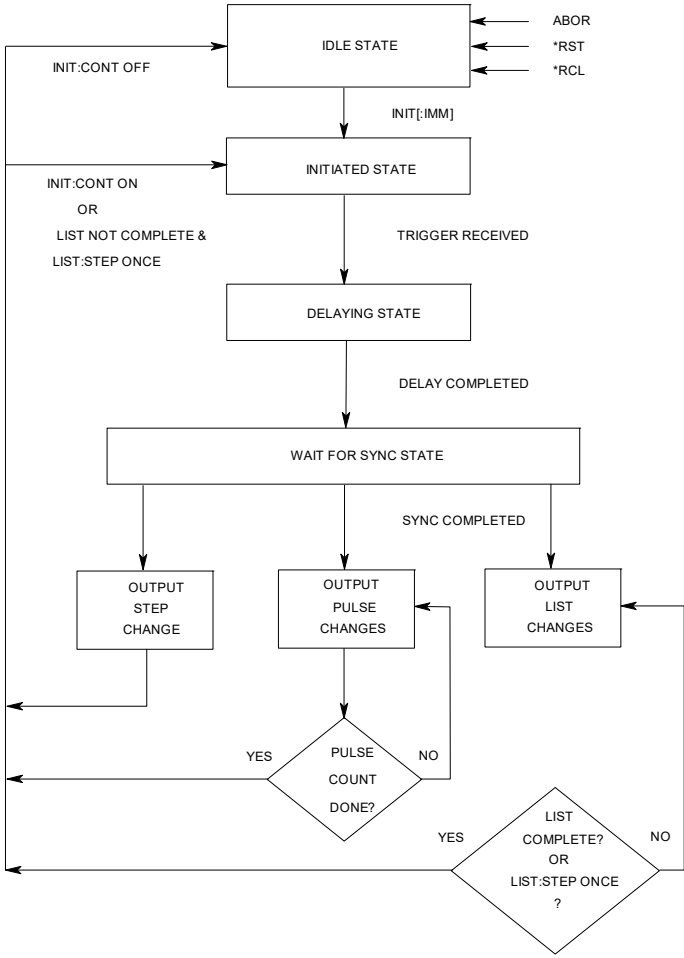 ABOR
IDLE STATE
*RST
*RCL
INIT:CONT OFF
INIT[:IMM]
INITIATED STATE
INIT:CONT ON
OR
LIST NOT COMPLETE &
LIST:STEP ONCE
TRIGGER RECEIVED
DELAYING STATE
DELAY COMPLETED
WAIT FOR SYNC STATE
SYNC COMPLETED
OUTPUT
STEP
CHANGE
OUTPUT
PULSE
CHANGES
OUTPUT
LIST
CHANGES
YES
PULSE
COUNT
DONE?
NO
YES
LIST
COMPLETE?
OR
LIST:STEP ONCE
?
NO